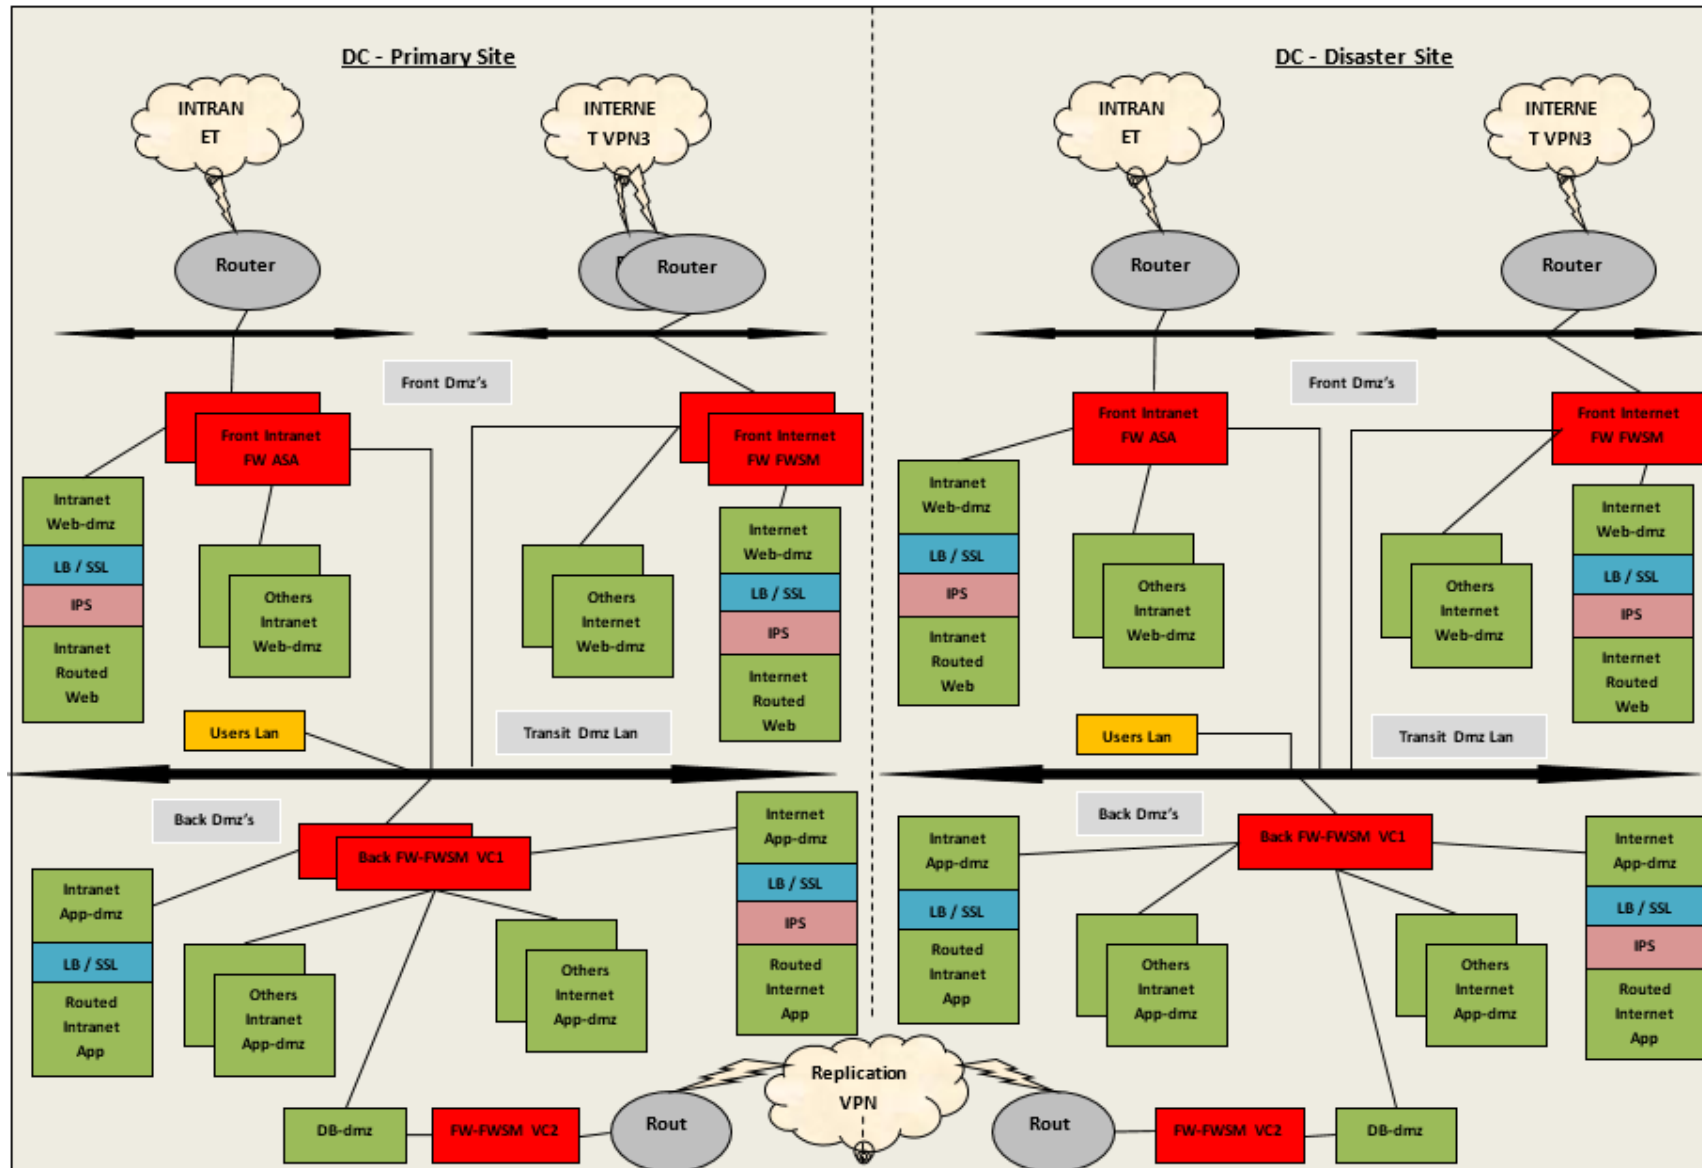 DC - Primary Site
INTRAN
ET
INTERNE
T VPN3
Router
Router
Front Dmz's
Front Intranet
FW ASA
Front Internet
FW FWSM
Intranet
Web-dmz
LB / SSL
IPS
Intranet
Routed
Web
Others
Intranet
Web-dmz
Others
Internet
Web-dmz
Internet
Web-dmz
LB / SSL
IPS
Internet
Routed
Web
Users Lan
Transit Dmz Lan
Back Dmz's
Back FW-FWSM VC1
Intranet
App-dmz
LB / SSL
Routed
Intranet
App
Others
Intranet
App-dmz
Others
Internet
App-dmz
Internet
App-dmz
LB / SSL
IPS
Routed
Internet
App
DB-dmz
FW-FWSM VC2
Rout
Replication
VPN
DC - Disaster Site
INTRAN
ET
INTERNE
T VPN3
Router
Router
Front Dmz's
Front Intranet
FW ASA
Front Internet
FW FWSM
Intranet
Web-dmz
LB / SSL
IPS
Intranet
Routed
Web
Others
Intranet
Web-dmz
Others
Internet
Web-dmz
Internet
Web-dmz
LB / SSL
IPS
Internet
Routed
Web
Users Lan
Transit Dmz Lan
Back Dmz's
Back FW-FWSM VC1
Intranet
App-dmz
LB / SSL
Routed
Intranet
App
Others
Intranet
App-dmz
Others
Internet
App-dmz
Internet
App-dmz
LB / SSL
IPS
Routed
Internet
App
Rout
FW-FWSM VC2
DB-dmz